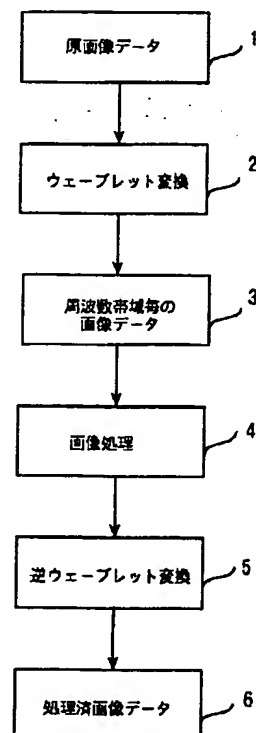 原画像データ
1
ウェーブレット変換
2
周波数帯域毎の
画像データ
3
画像処理
4
逆ウェーブレット変換
5
処理済画像データ
6